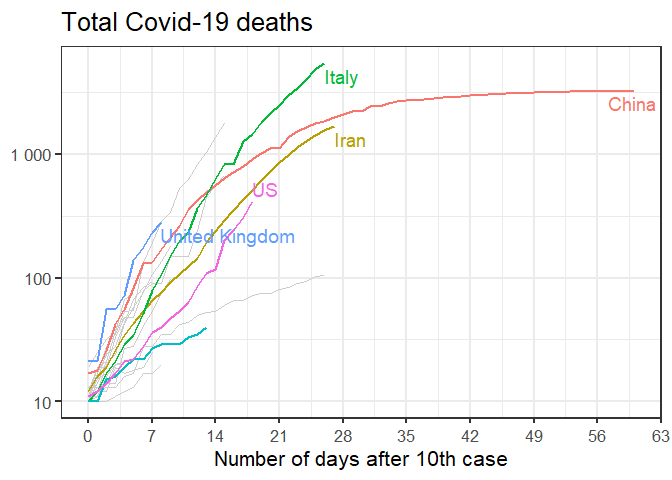 Total Covid-19 deaths
Italy
China
Iran
1 000
US
United Kingdom
100
10
0 7 14 21 28 35 42 49 56 63
Number of days after 10th case